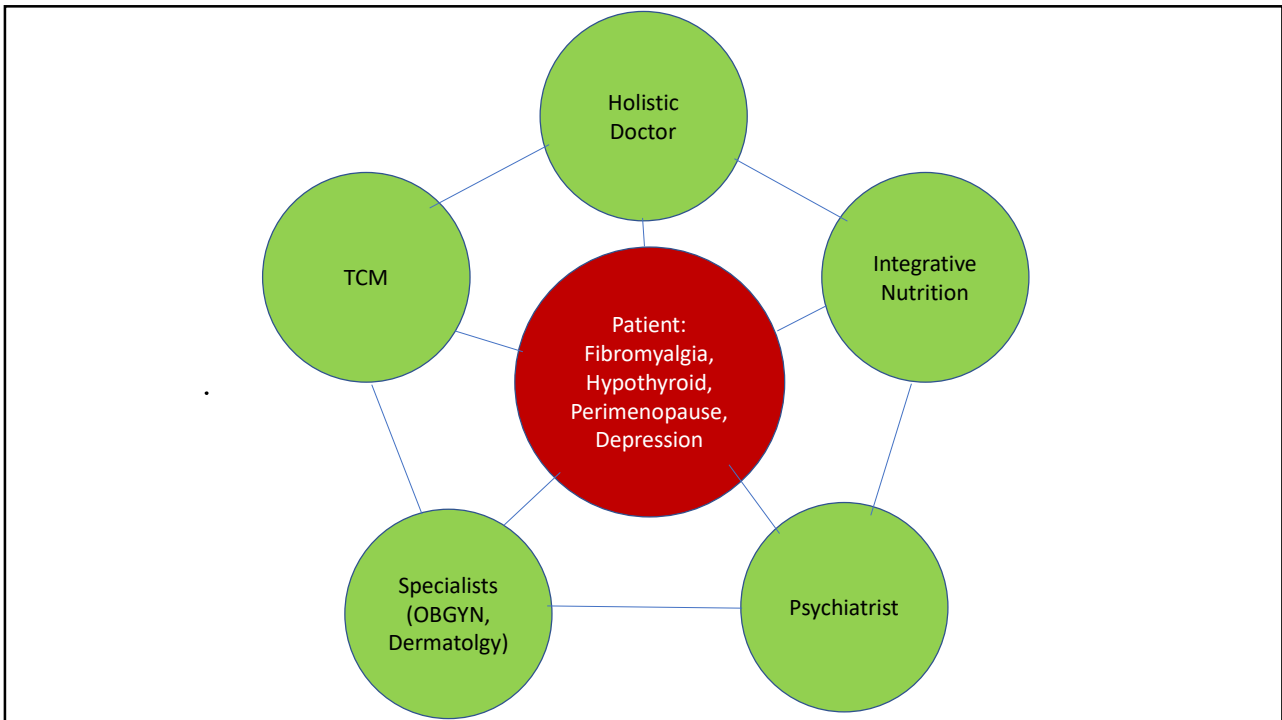 Holistic
Doctor
TCM
Integrative
Nutrition
Patient:
Fibromyalgia,
Hypothyroid,
Perimenopause,
Depression
.
Specialists
(OBGYN,
Dermatolgy)
Psychiatrist